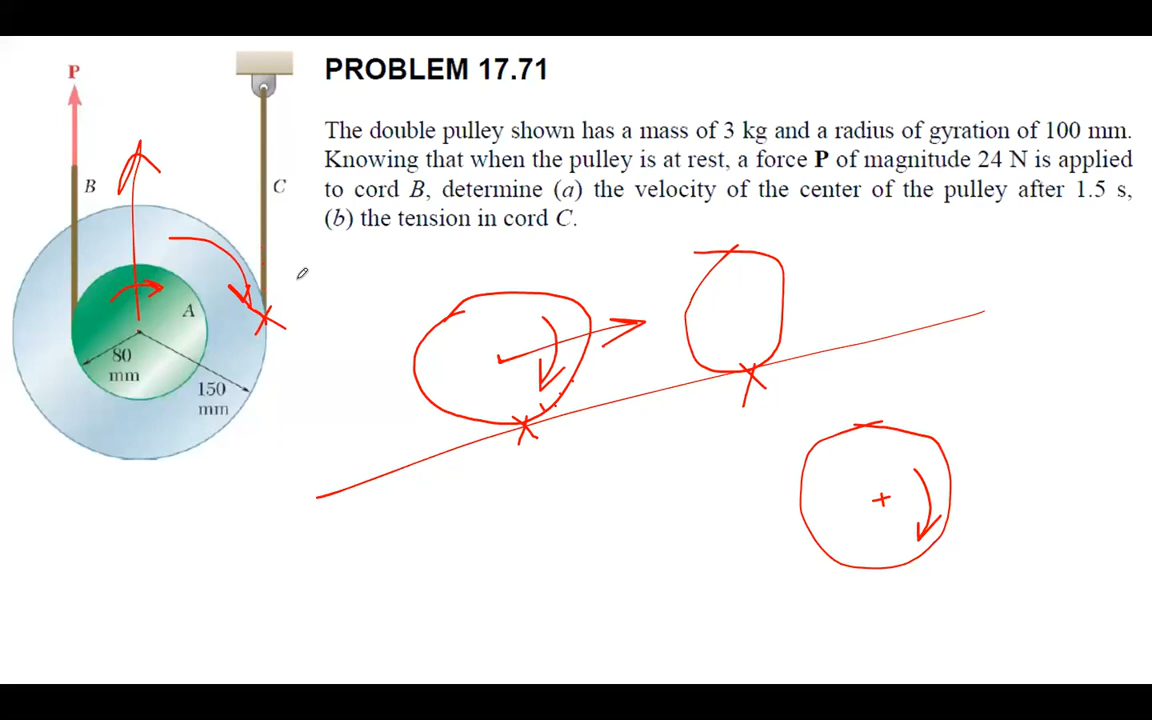 PROBLEM 17.71
P
The double pulley shown has a mass of 3 kg and a radius of gyration of 100 mm.
Knowing that when the pulley is at rest, a force P of magnitude 24 N is applied
to cord B, determine (a) the velocity of the center of the pulley after 1.5 s,
(b) the tension in cord C.
B
C
A
80
mm
150
mm